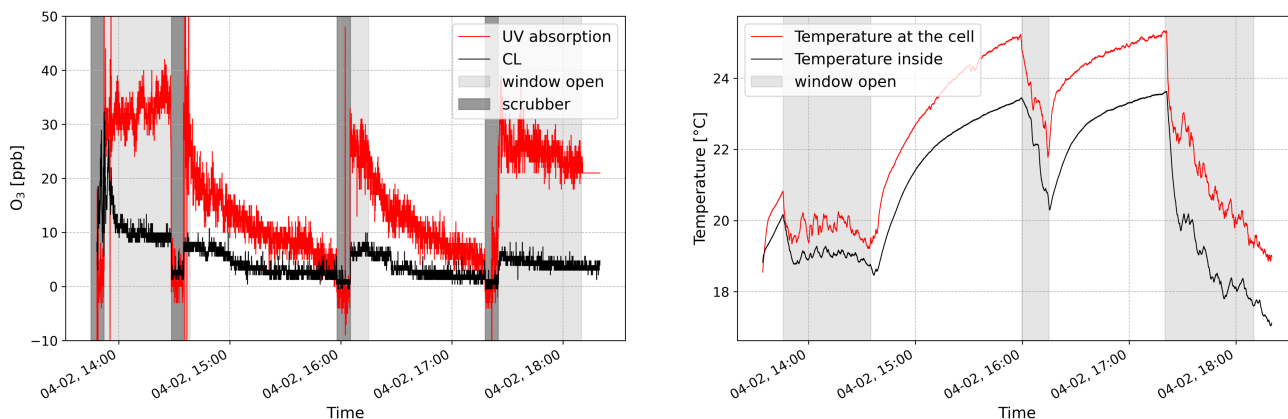 50
40
30
20
10
0
−10
O₃ [ppb]
UV absorption
CL
window open
scrubber
04-02, 14:00
04-02, 15:00
04-02, 16:00
04-02, 17:00
04-02, 18:00
Time
24
22
20
18
Temperature [°C]
Temperature at the cell
Temperature inside
window open
04-02, 14:00
04-02, 15:00
04-02, 16:00
04-02, 17:00
04-02, 18:00
Time